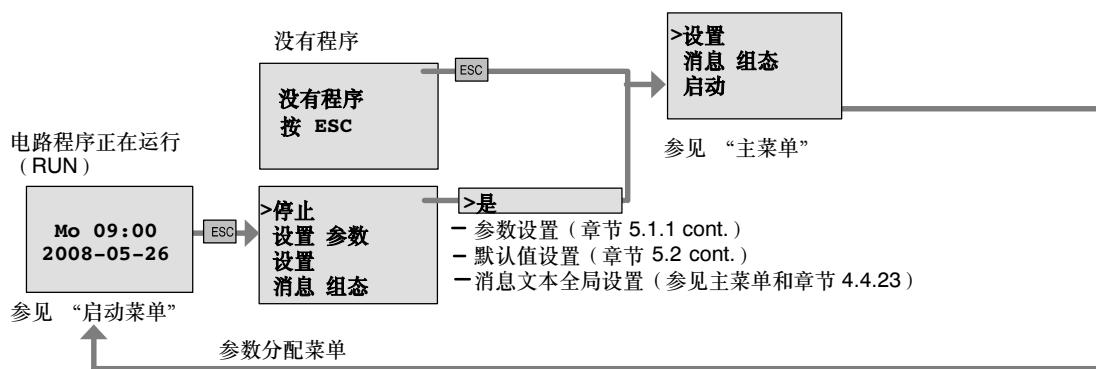 没有程序
没有程序
按 ESC
ESC
>设置
消息 组态
启动
参见 “主菜单”
电路程序正在运行
（RUN）
Mo 09:00
2008-05-26
参见 “启动菜单”
ESC
>停止
设置 参数
设置
消息 组态
>是
– 参数设置（章节 5.1.1 cont.）
– 默认值设置（章节 5.2 cont.）
– 消息文本全局设置（参见主菜单和章节 4.4.23）
参数分配菜单